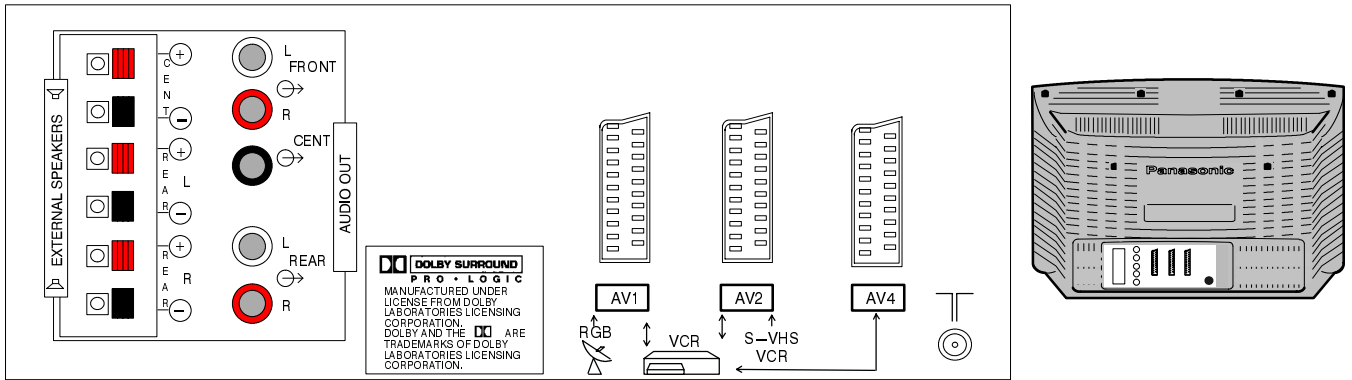 EXTERNAL SPEAKERS
+
CENT
−
+
REAR
L
−
+
REAR
R
−
L
FRONT
R
CENT
L
REAR
R
AUDIO OUT
DOLBY SURROUND
PRO • LOGIC
MANUFACTURED UNDER
LICENSE FROM DOLBY
LABORATORIES LICENSING
CORPORATION.
DOLBY AND THE ARE
TRADEMARKS OF DOLBY
LABORATORIES LICENSING
CORPORATION.
AV1
AV2
AV4
RGB
VCR
S–VHS
VCR
Panasonic